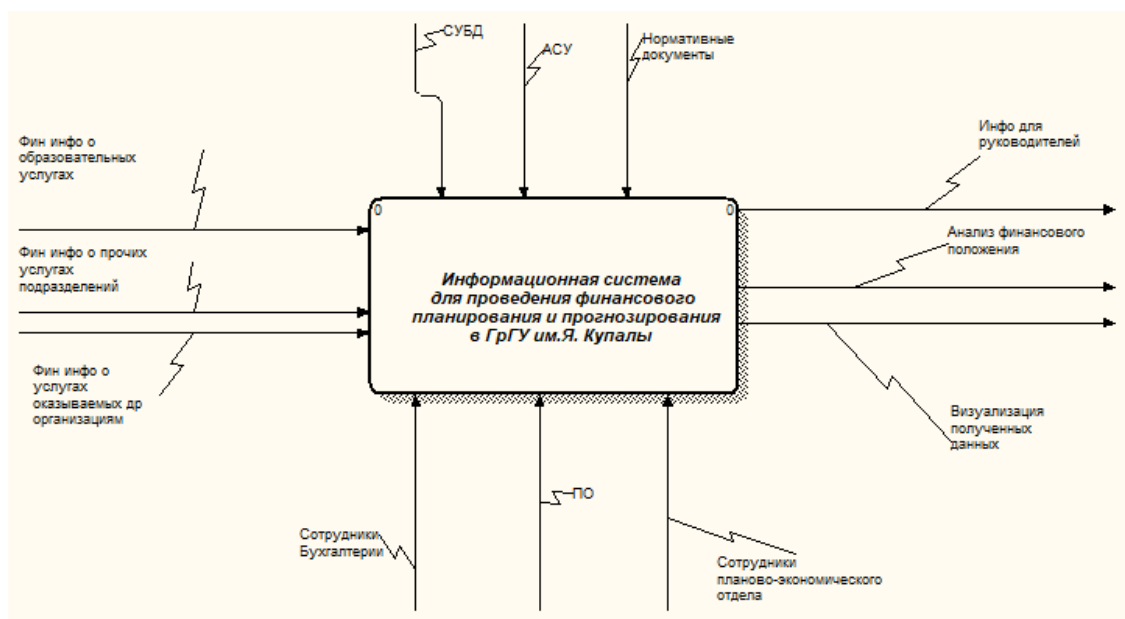 СУБД
АСУ
Нормативные
документы
Фин инфо о
образовательных
услугах
Инфо для
руководителей
0
0
Фин инфо о прочих
услугах
подразделений
Анализ финансового
положения
Информационная система
для проведения финансового
планирования и прогнозирования
в ГрГУ им.Я. Купалы
Фин инфо о
услугах
оказываемых др
организациям
Визуализация
полученных
данных
ПО
Сотрудники
Бухгалтерии
Сотрудники
планово-экономического
отдела